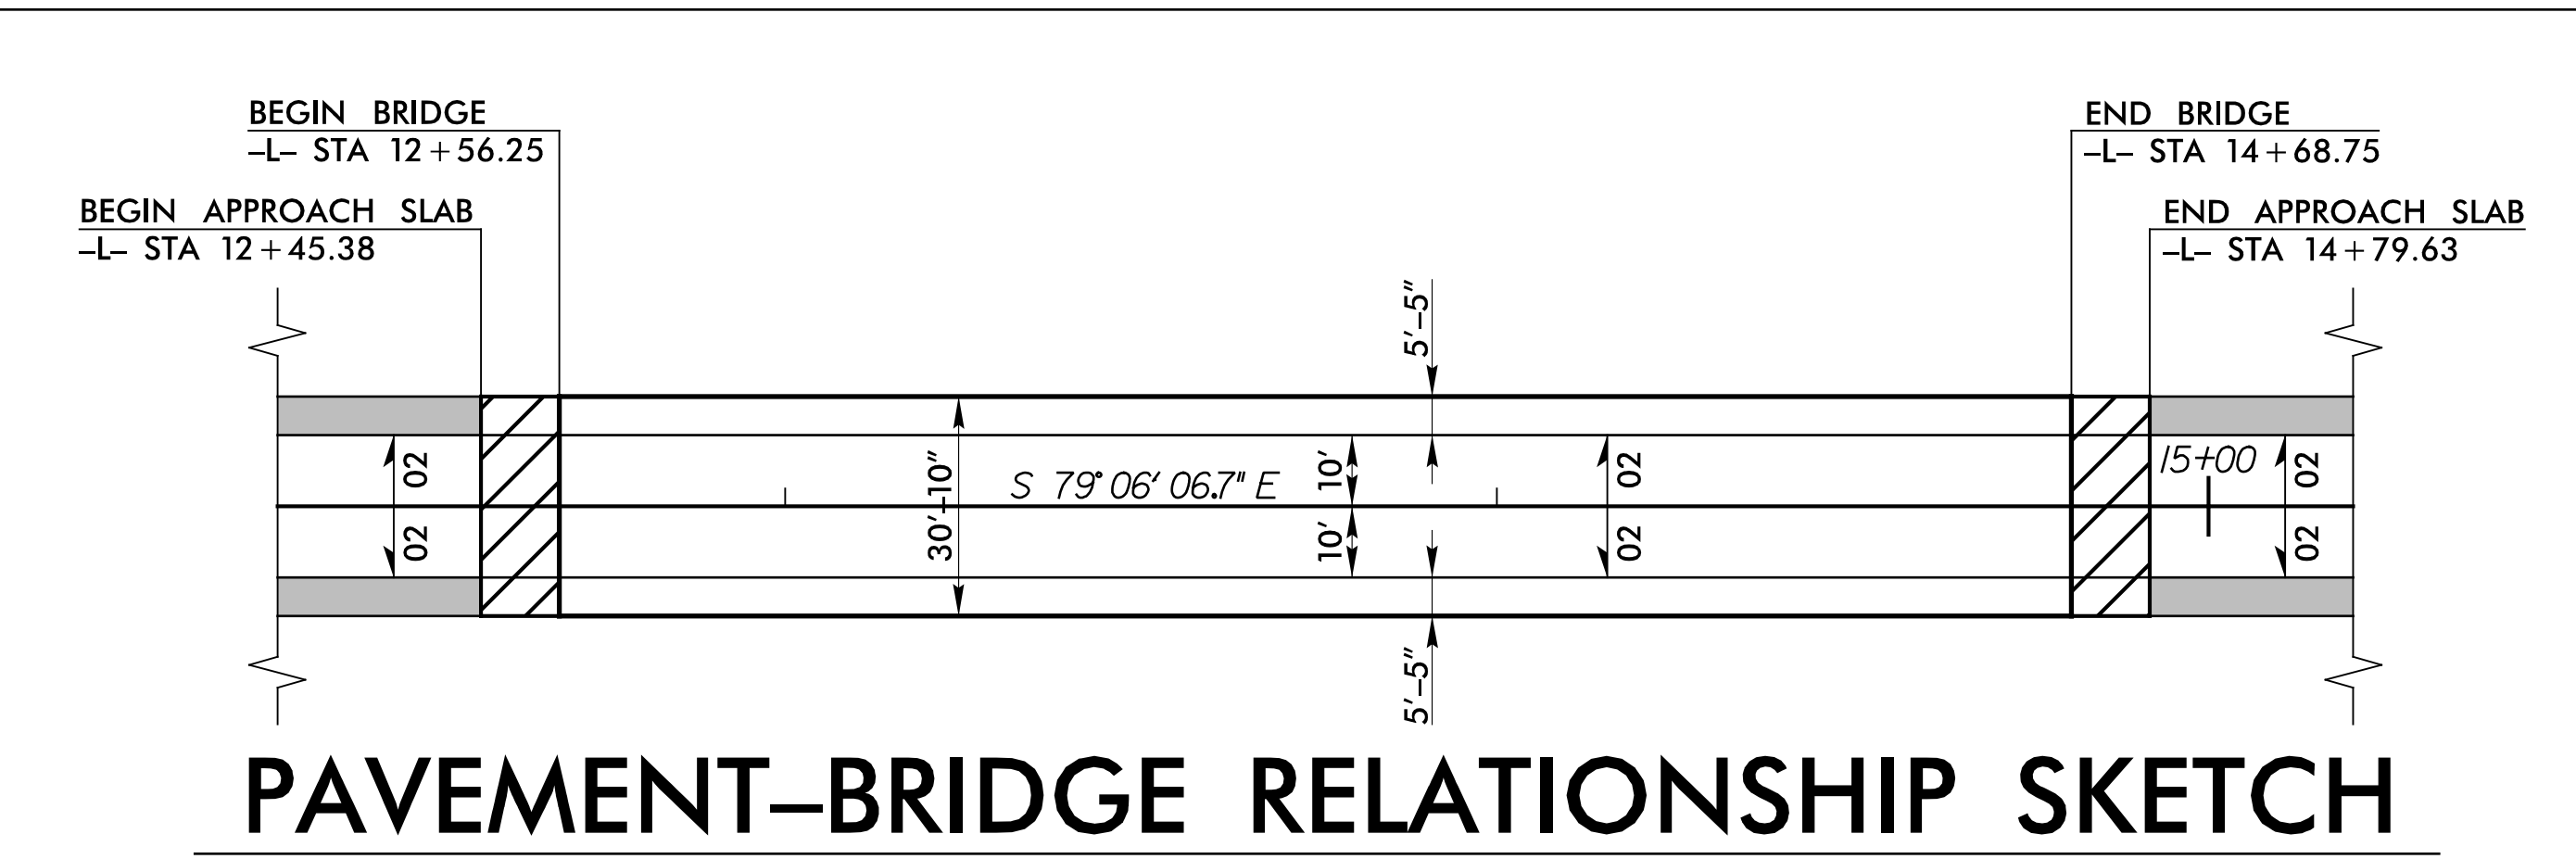 BEGIN BRIDGE
-L- STA 12+56.25
END BRIDGE
-L- STA 14+68.75
BEGIN APPROACH SLAB
-L- STA 12+45.38
END APPROACH SLAB
-L- STA 14+79.63
5'-5"
02
30'-10"
S 79° 06' 06.7" E
10'
02
15+00
02
02
10'
02
02
5'-5"
PAVEMENT-BRIDGE RELATIONSHIP SKETCH